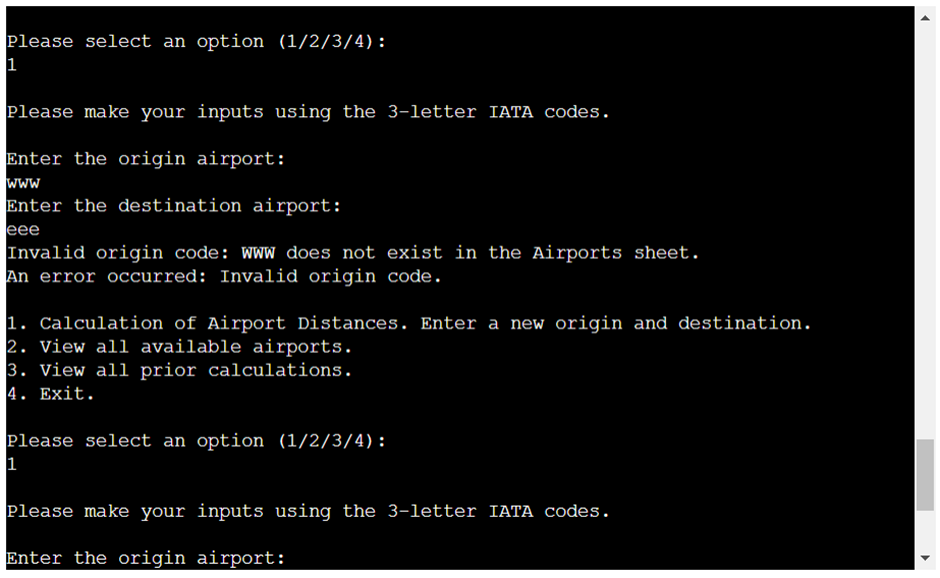 Please select an option (1/2/3/4):
1
Please make your inputs using the 3-letter IATA codes.
Enter the origin airport:
www
Enter the destination airport:
eee
Invalid origin code: WWW does not exist in the Airports sheet.
An error occurred: Invalid origin code.
1. Calculation of Airport Distances. Enter a new origin and destination.
2. View all available airports.
3. View all prior calculations.
4. Exit.
Please select an option (1/2/3/4):
1
Please make your inputs using the 3-letter IATA codes.
Enter the origin airport: